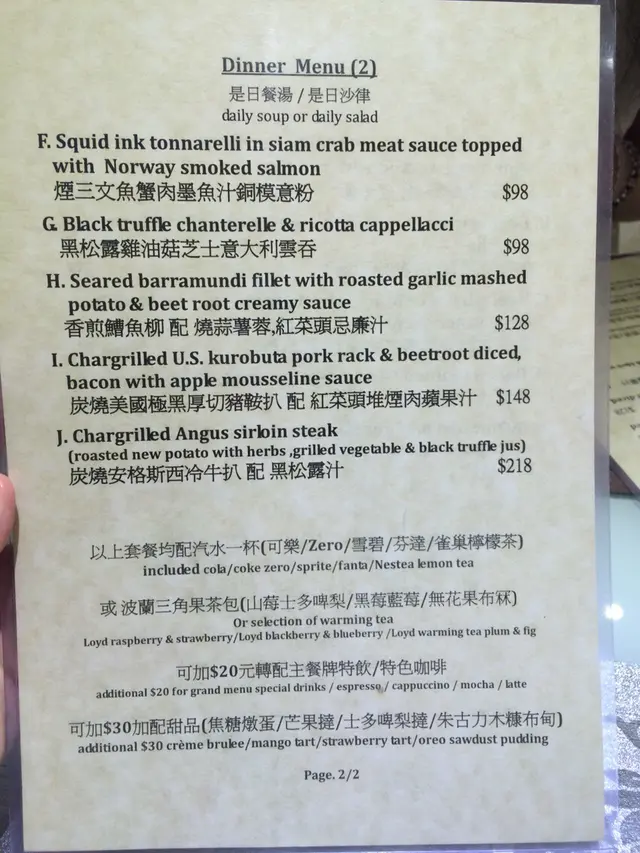 Dinner Menu (2)
是日餐湯 / 是日沙律
daily soup or daily salad
F. Squid ink tonnarelli in siam crab meat sauce topped
with Norway smoked salmon
煙三文魚蟹肉墨魚汁銅模意粉 $98
G. Black truffle chanterelle & ricotta cappellacci
黑松露雞油菇芝士意大利雲吞 $98
H. Seared barramundi fillet with roasted garlic mashed
potato & beet root creamy sauce
香煎鰽魚柳 配 燒蒜薯蓉,紅菜頭忌廉汁 $128
I. Chargrilled U.S. kurobuta pork rack & beetroot diced,
bacon with apple mousseline sauce
炭燒美國極黑厚切豬鞍扒 配 紅菜頭堆煙肉蘋果汁 $148
J. Chargrilled Angus sirloin steak
(roasted new potato with herbs ,grilled vegetable & black truffle jus)
炭燒安格斯西冷牛扒 配 黑松露汁 $218
以上套餐均配汽水一杯(可樂/Zero/雪碧/芬達/雀巢檸檬茶)
included cola/coke zero/sprite/fanta/Nestea lemon tea
或 波蘭三角果茶包(山莓士多啤梨/黑莓藍莓/無花果布冧)
Or selection of warming tea
Loyd raspberry & strawberry/Loyd blackberry & blueberry /Loyd warming tea plum & fig
可加$20元轉配主餐牌特飲/特色咖啡
additional $20 for grand menu special drinks / espresso / cappuccino / mocha / latte
可加$30加配甜品(焦糖燉蛋/芒果撻/士多啤梨撻/朱古力木糠布甸)
additional $30 crème brulee/mango tart/strawberry tart/oreo sawdust pudding
Page. 2/2